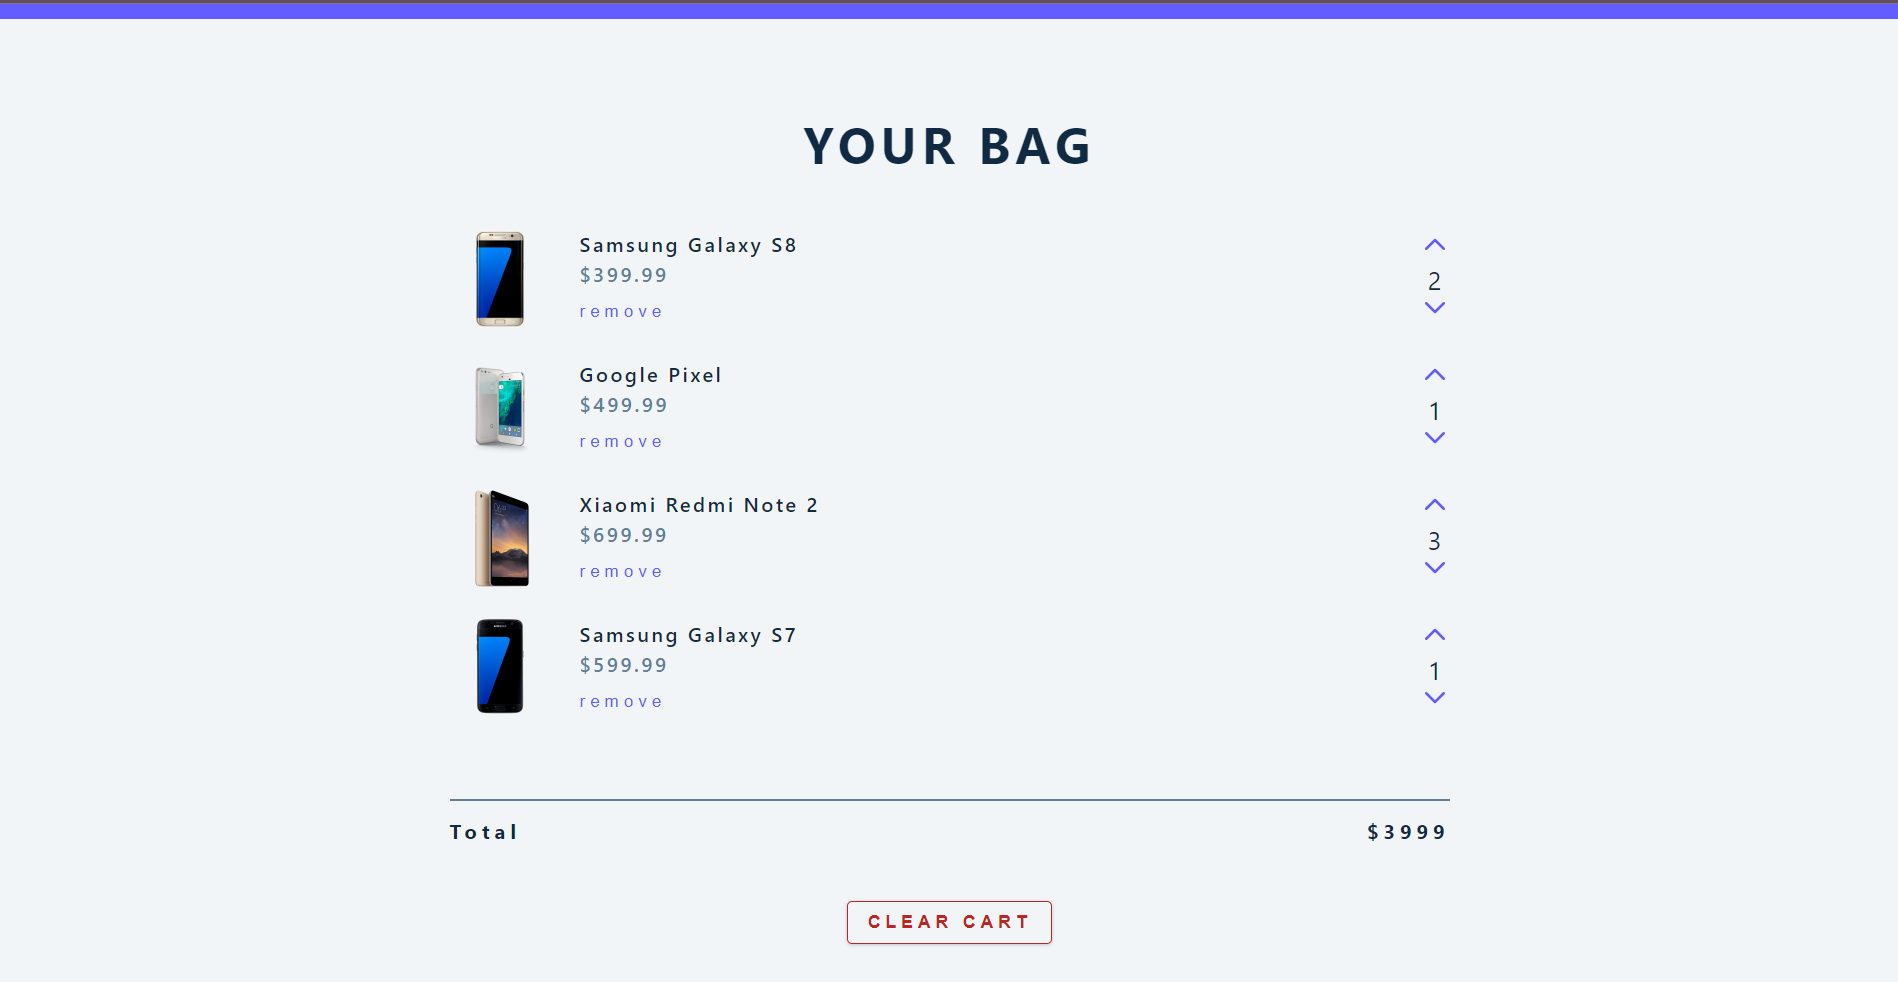 YOUR BAG
Samsung Galaxy S8
$399.99
remove
2
Google Pixel
$499.99
remove
1
Xiaomi Redmi Note 2
$699.99
remove
3
Samsung Galaxy S7
$599.99
remove
1
Total $3999
CLEAR CART